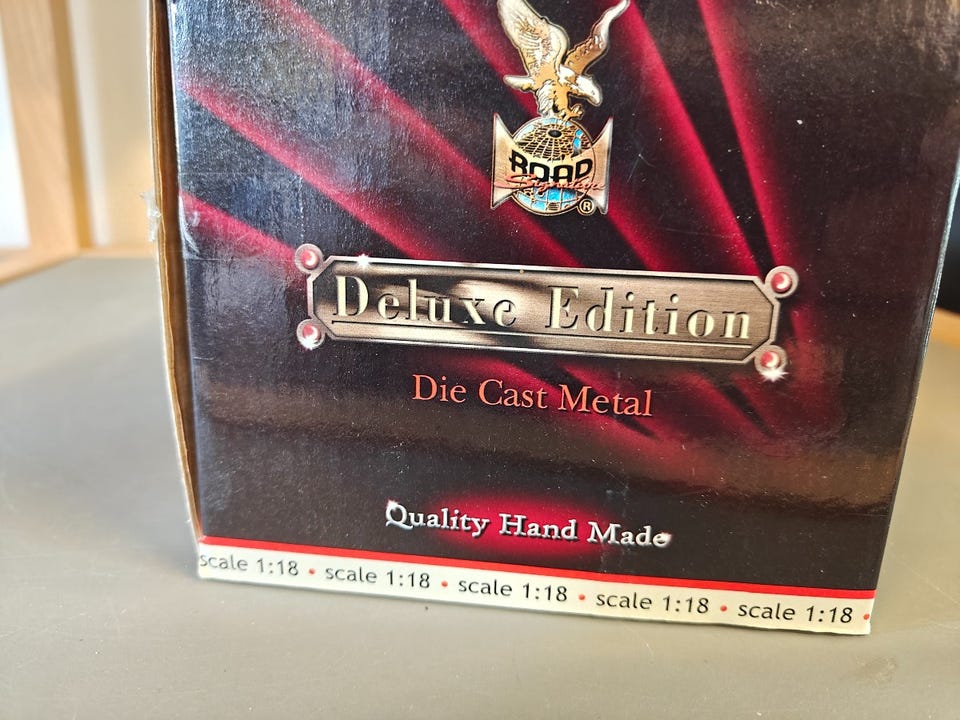 ROAD
Signature
®
Deluxe Edition
Die Cast Metal
Quality Hand Made
scale 1:18 • scale 1:18 • scale 1:18 • scale 1:18 • scale 1:18 •